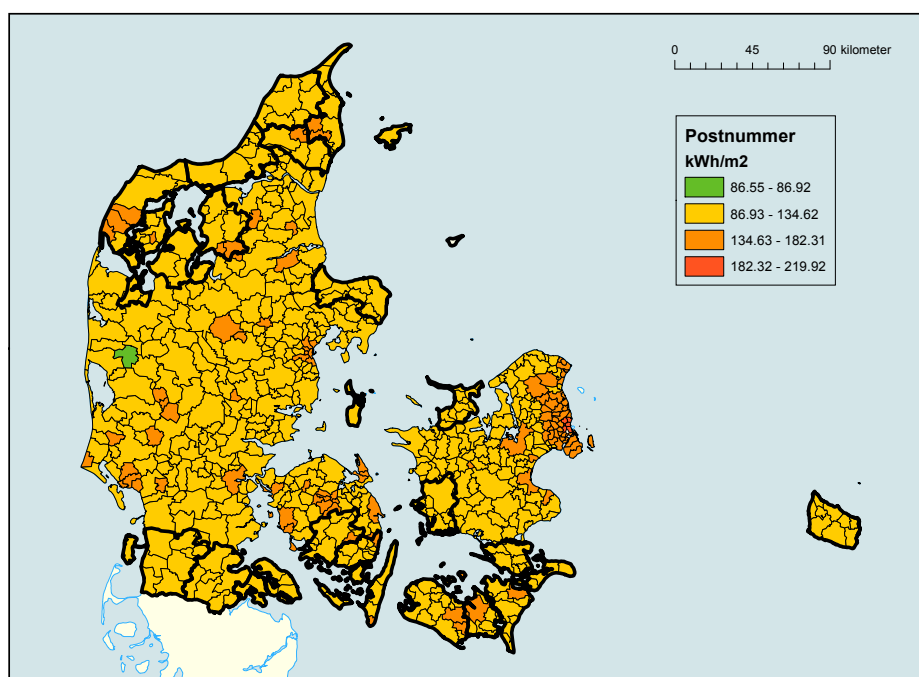 0 45 90 kilometer
Postnummer
kWh/m2
86.55 - 86.92
86.93 - 134.62
134.63 - 182.31
182.32 - 219.92